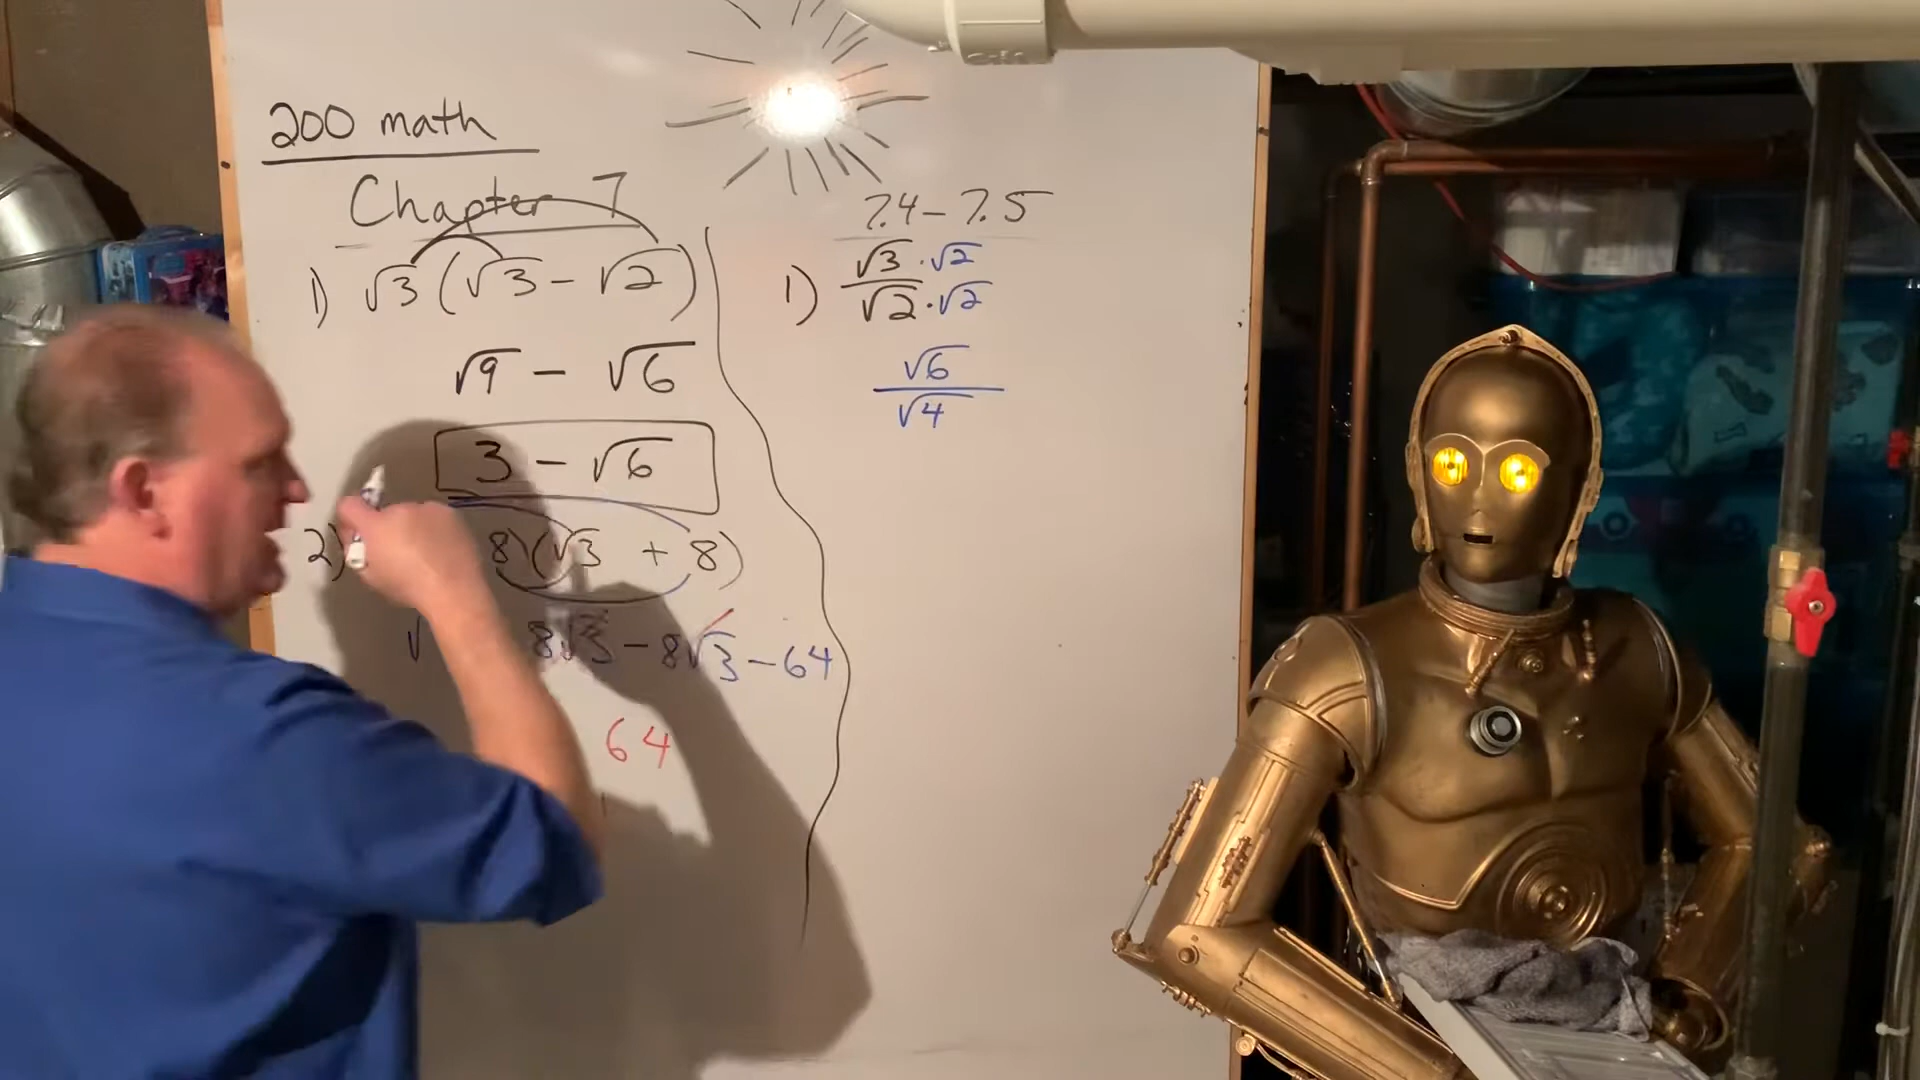 200 math
Chapter 7
1) √3 (√3 - √2)
√9 - √6
3 - √6
2) 8)(√3 + 8)
√ 8√3 - 8√3 - 64
64
7.4 - 7.5
1) √3 · √2
√2 · √2
√6
√4